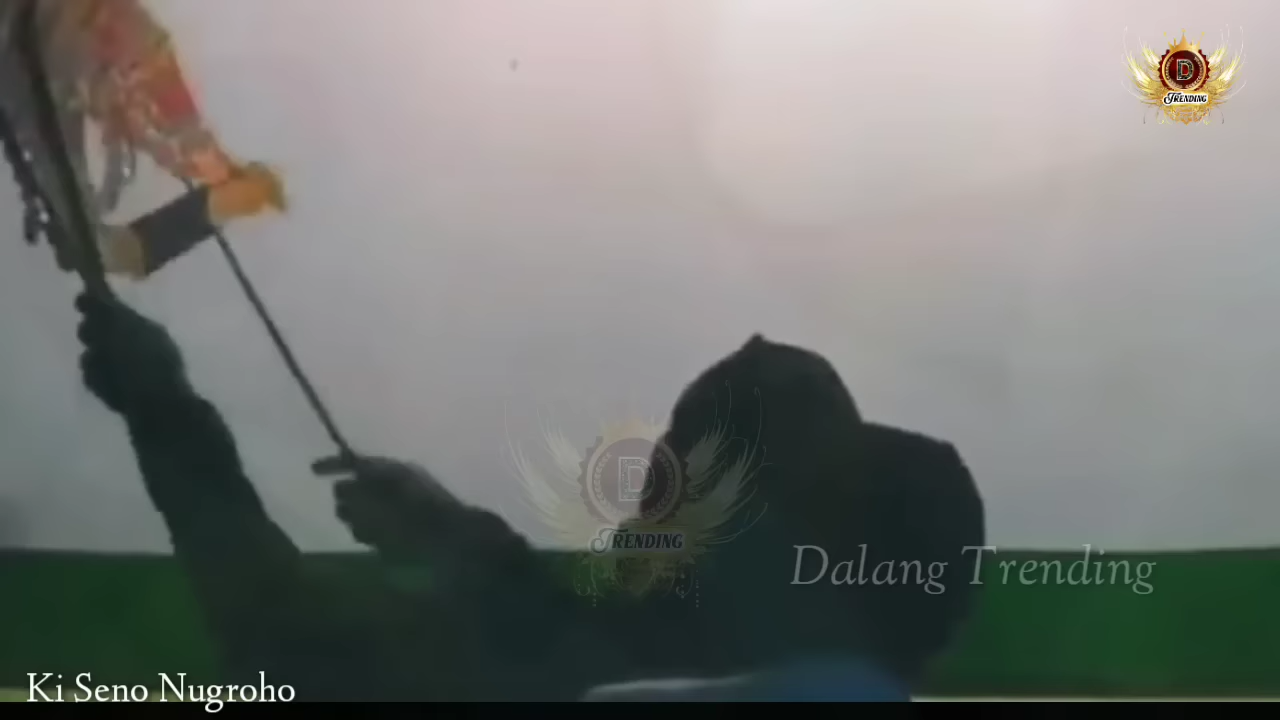 D
TRENDING
D
TRENDING
Dalang Trending
Ki Seno Nugroho